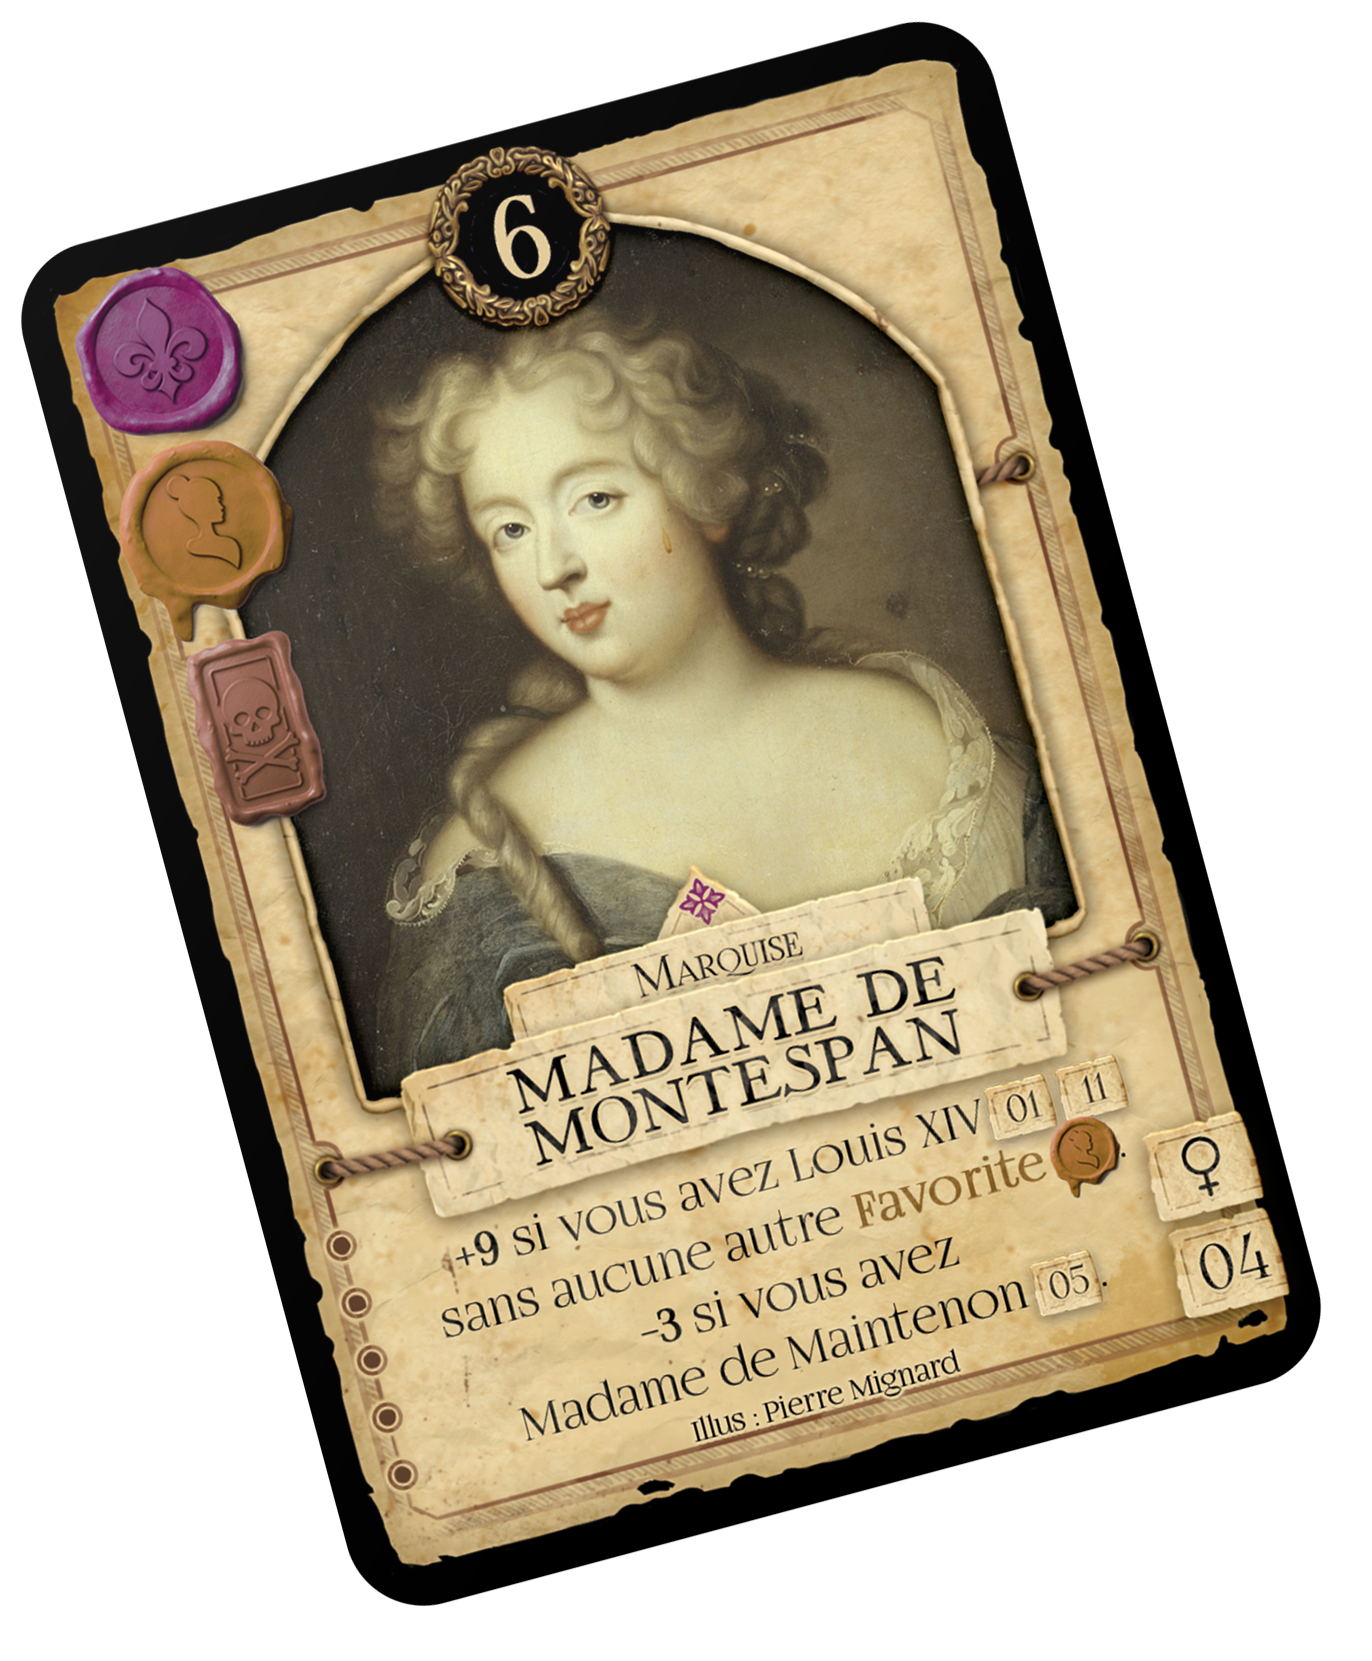 6
MARQUISE
MADAME DE
MONTESPAN
+9 si vous avez Louis XIV 01 11
sans aucune autre Favorite .
-3 si vous avez
Madame de Maintenon 05 .
Illus : Pierre Mignard
♀
04